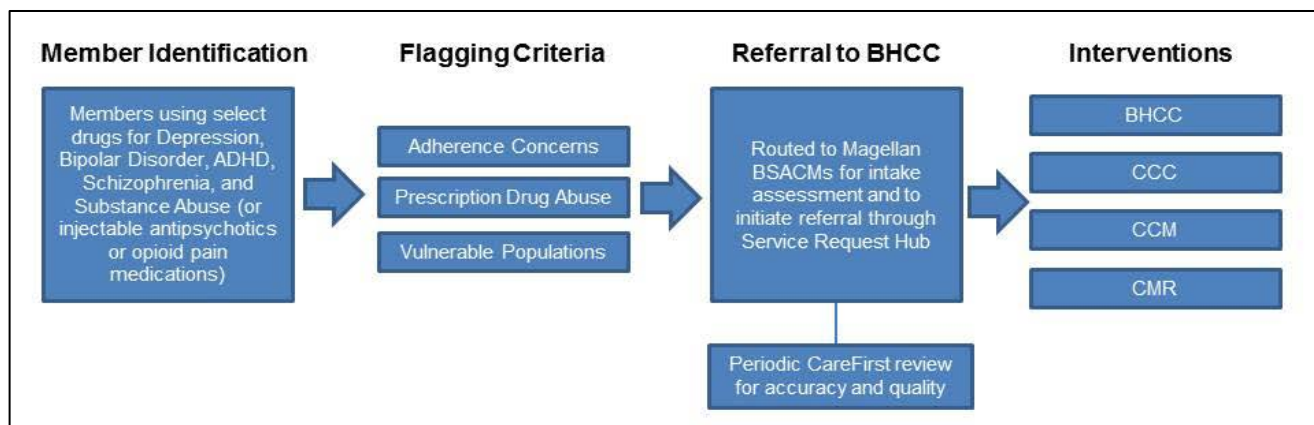 Member Identification
Members using select
drugs for Depression,
Bipolar Disorder, ADHD,
Schizophrenia, and
Substance Abuse (or
injectable antipsychotics
or opioid pain
medications)
Flagging Criteria
Adherence Concerns
Prescription Drug Abuse
Vulnerable Populations
Referral to BHCC
Routed to Magellan
BSACMs for intake
assessment and to
initiate referral through
Service Request Hub
Periodic CareFirst review
for accuracy and quality
Interventions
BHCC
CCC
CCM
CMR